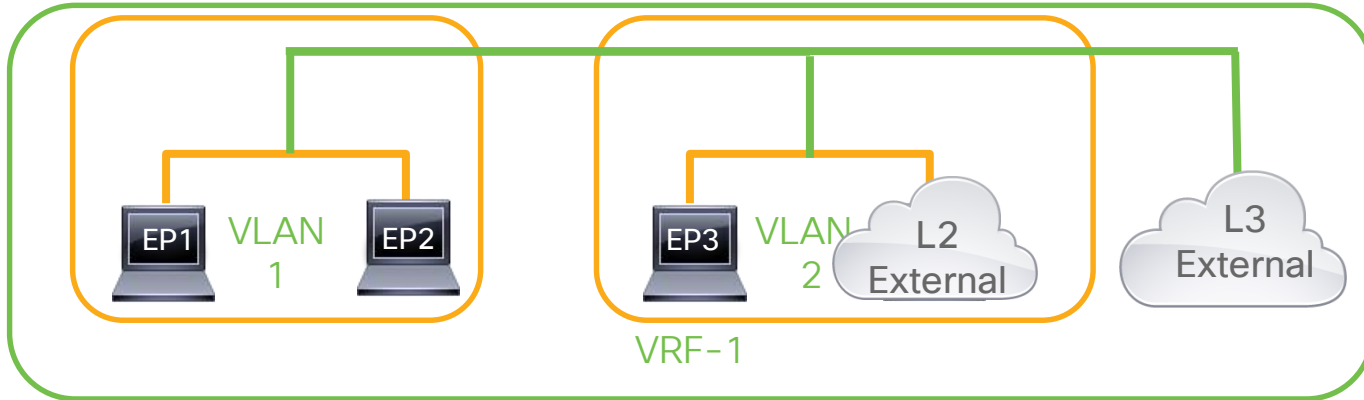 EP1
VLAN
1
EP2
EP3
VLAN
2
L2
External
L3
External
VRF-1